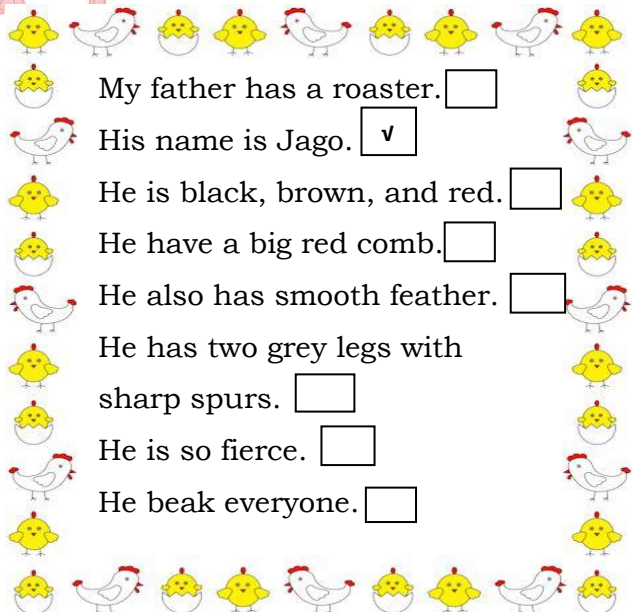 My father has a roaster.
His name is Jago. √
He is black, brown, and red.
He have a big red comb.
He also has smooth feather.
He has two grey legs with
sharp spurs.
He is so fierce.
He beak everyone.